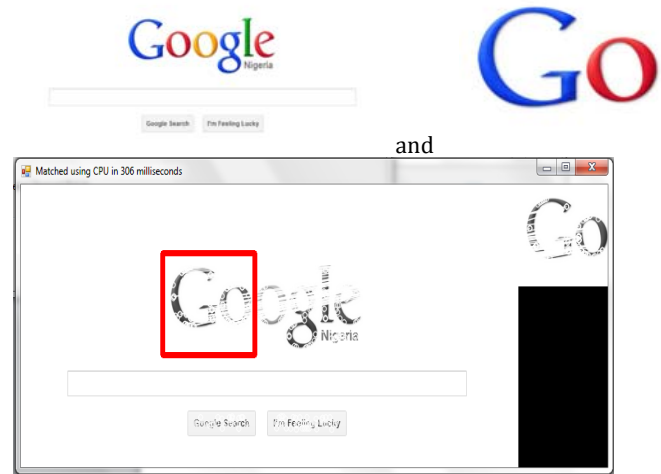 Google
Nigeria
Go
Google Search I'm Feeling Lucky
and
Matched using CPU in 306 milliseconds
Go
Google
Nigeria
Google Search I'm Feeling Lucky